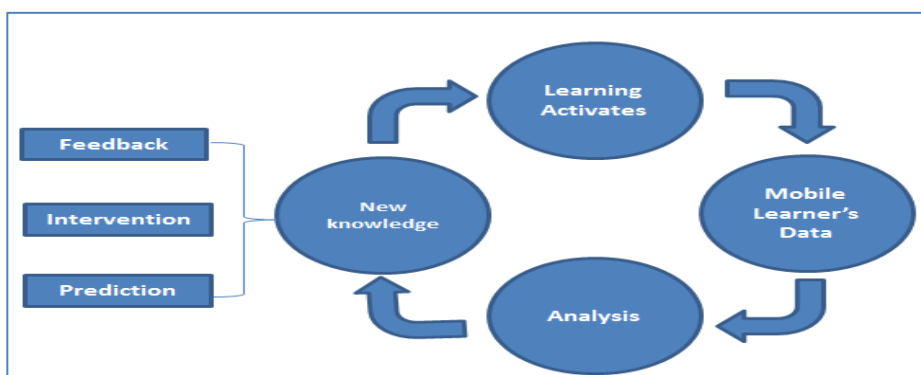 Learning
Activates
Feedback
Mobile
Learner's
Data
New
knowledge
Intervention
Prediction
Analysis